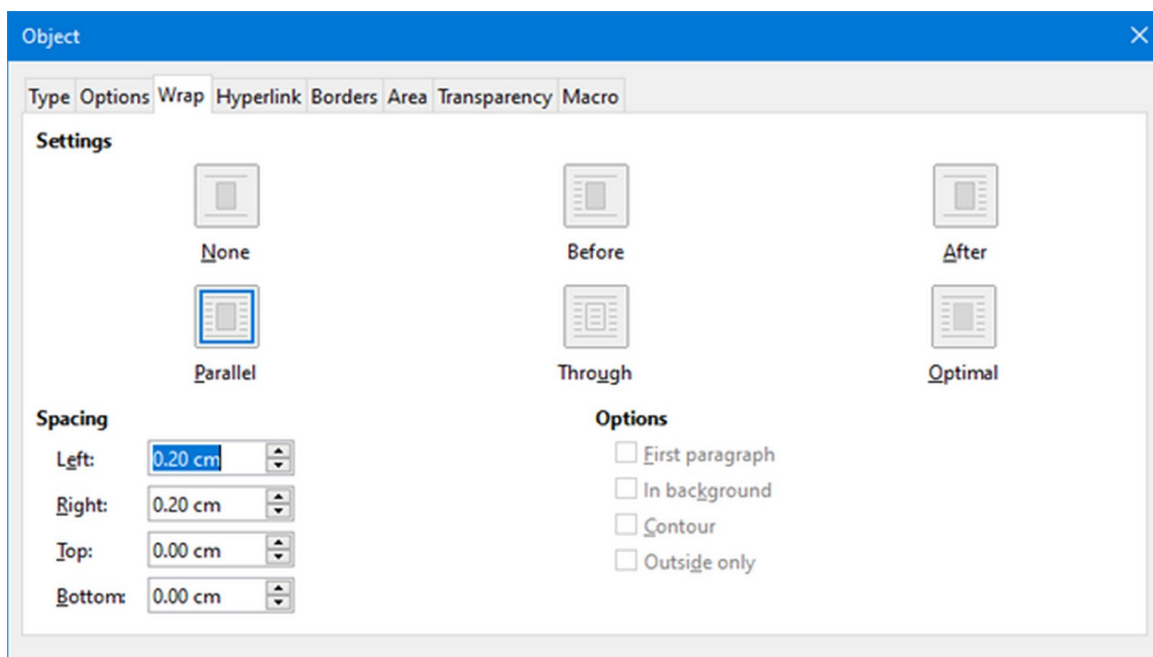 Object
Type Options Wrap Hyperlink Borders Area Transparency Macro
Settings
None Before After
Parallel Through Optimal
Spacing Options
Left: 0.20 cm First paragraph
Right: 0.20 cm In background
Top: 0.00 cm Contour
Bottom: 0.00 cm Outside only